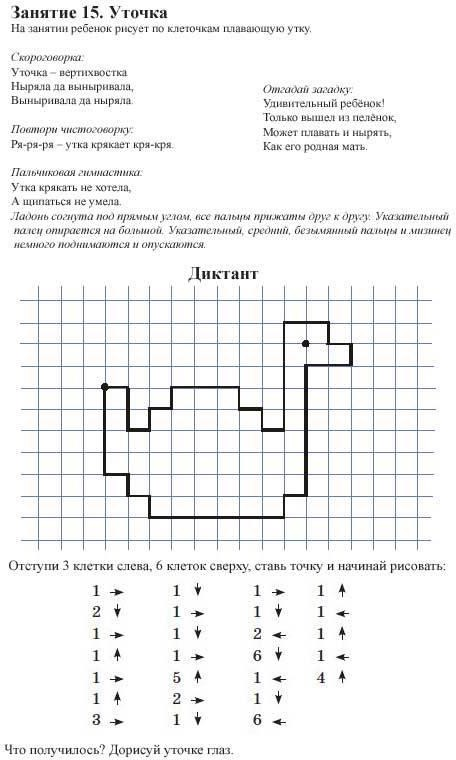 Занятие 15. Уточка
На занятии ребенок рисует по клеточкам плавающую утку.
Скороговорка:
Уточка – вертихвостка
Ныряла да выныривала,
Выныривала да ныряла.
Повтори чистоговорку:
Ря-ря-ря – утка крякает кря-кря.
Отгадай загадку:
Удивительный ребёнок!
Только вышел из пелёнок,
Может плавать и нырять,
Как его родная мать.
Пальчиковая гимнастика:
Утка крякать не хотела,
А щипаться не умела.
Ладонь согнута под прямым углом, все пальцы прижаты друг к другу. Указательный
палец опирается на большой. Указательный, средний, безымянный пальцы и мизинец
немного поднимаются и опускаются.
Диктант
Отступи 3 клетки слева, 6 клеток сверху, ставь точку и начинай рисовать:
1 → 1 ↓ 1 → 1 ↑
2 ↓ 1 → 1 ↓ 1 ←
1 → 1 ↓ 2 ← 1 ↑
1 ↑ 1 → 6 ↓ 1 ←
1 → 5 ↑ 1 ← 4 ↑
1 ↑ 2 → 1 ↓
3 → 1 ↓ 6 ←
Что получилось? Дорисуй уточке глаз.